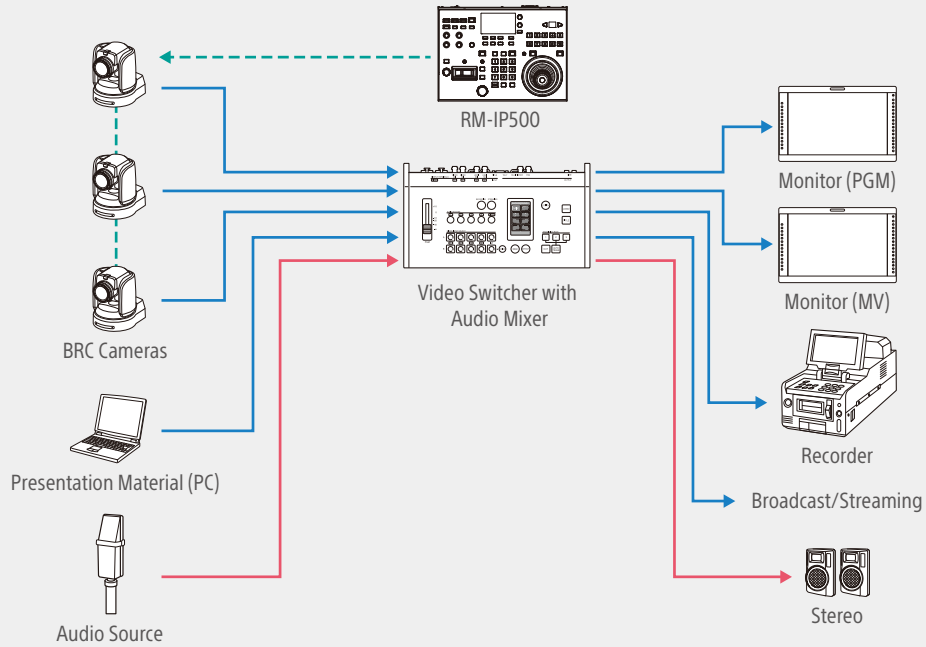 RM-IP500
Monitor (PGM)
Video Switcher with
Audio Mixer
Monitor (MV)
BRC Cameras
Recorder
Presentation Material (PC)
Broadcast/Streaming
Stereo
Audio Source